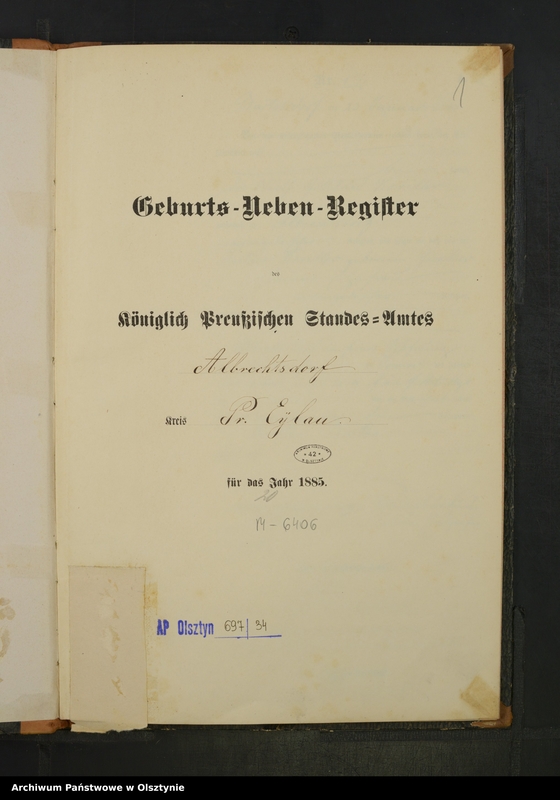 1
Geburts-Neben-Register
des
Königlich Preußischen Standes=Amtes
Albrechtsdorf
Kreis Pr. Eylau
42
für das Jahr 1885.
M-6406
AP Olsztyn 697/34
Archiwum Państwowe w Olsztynie